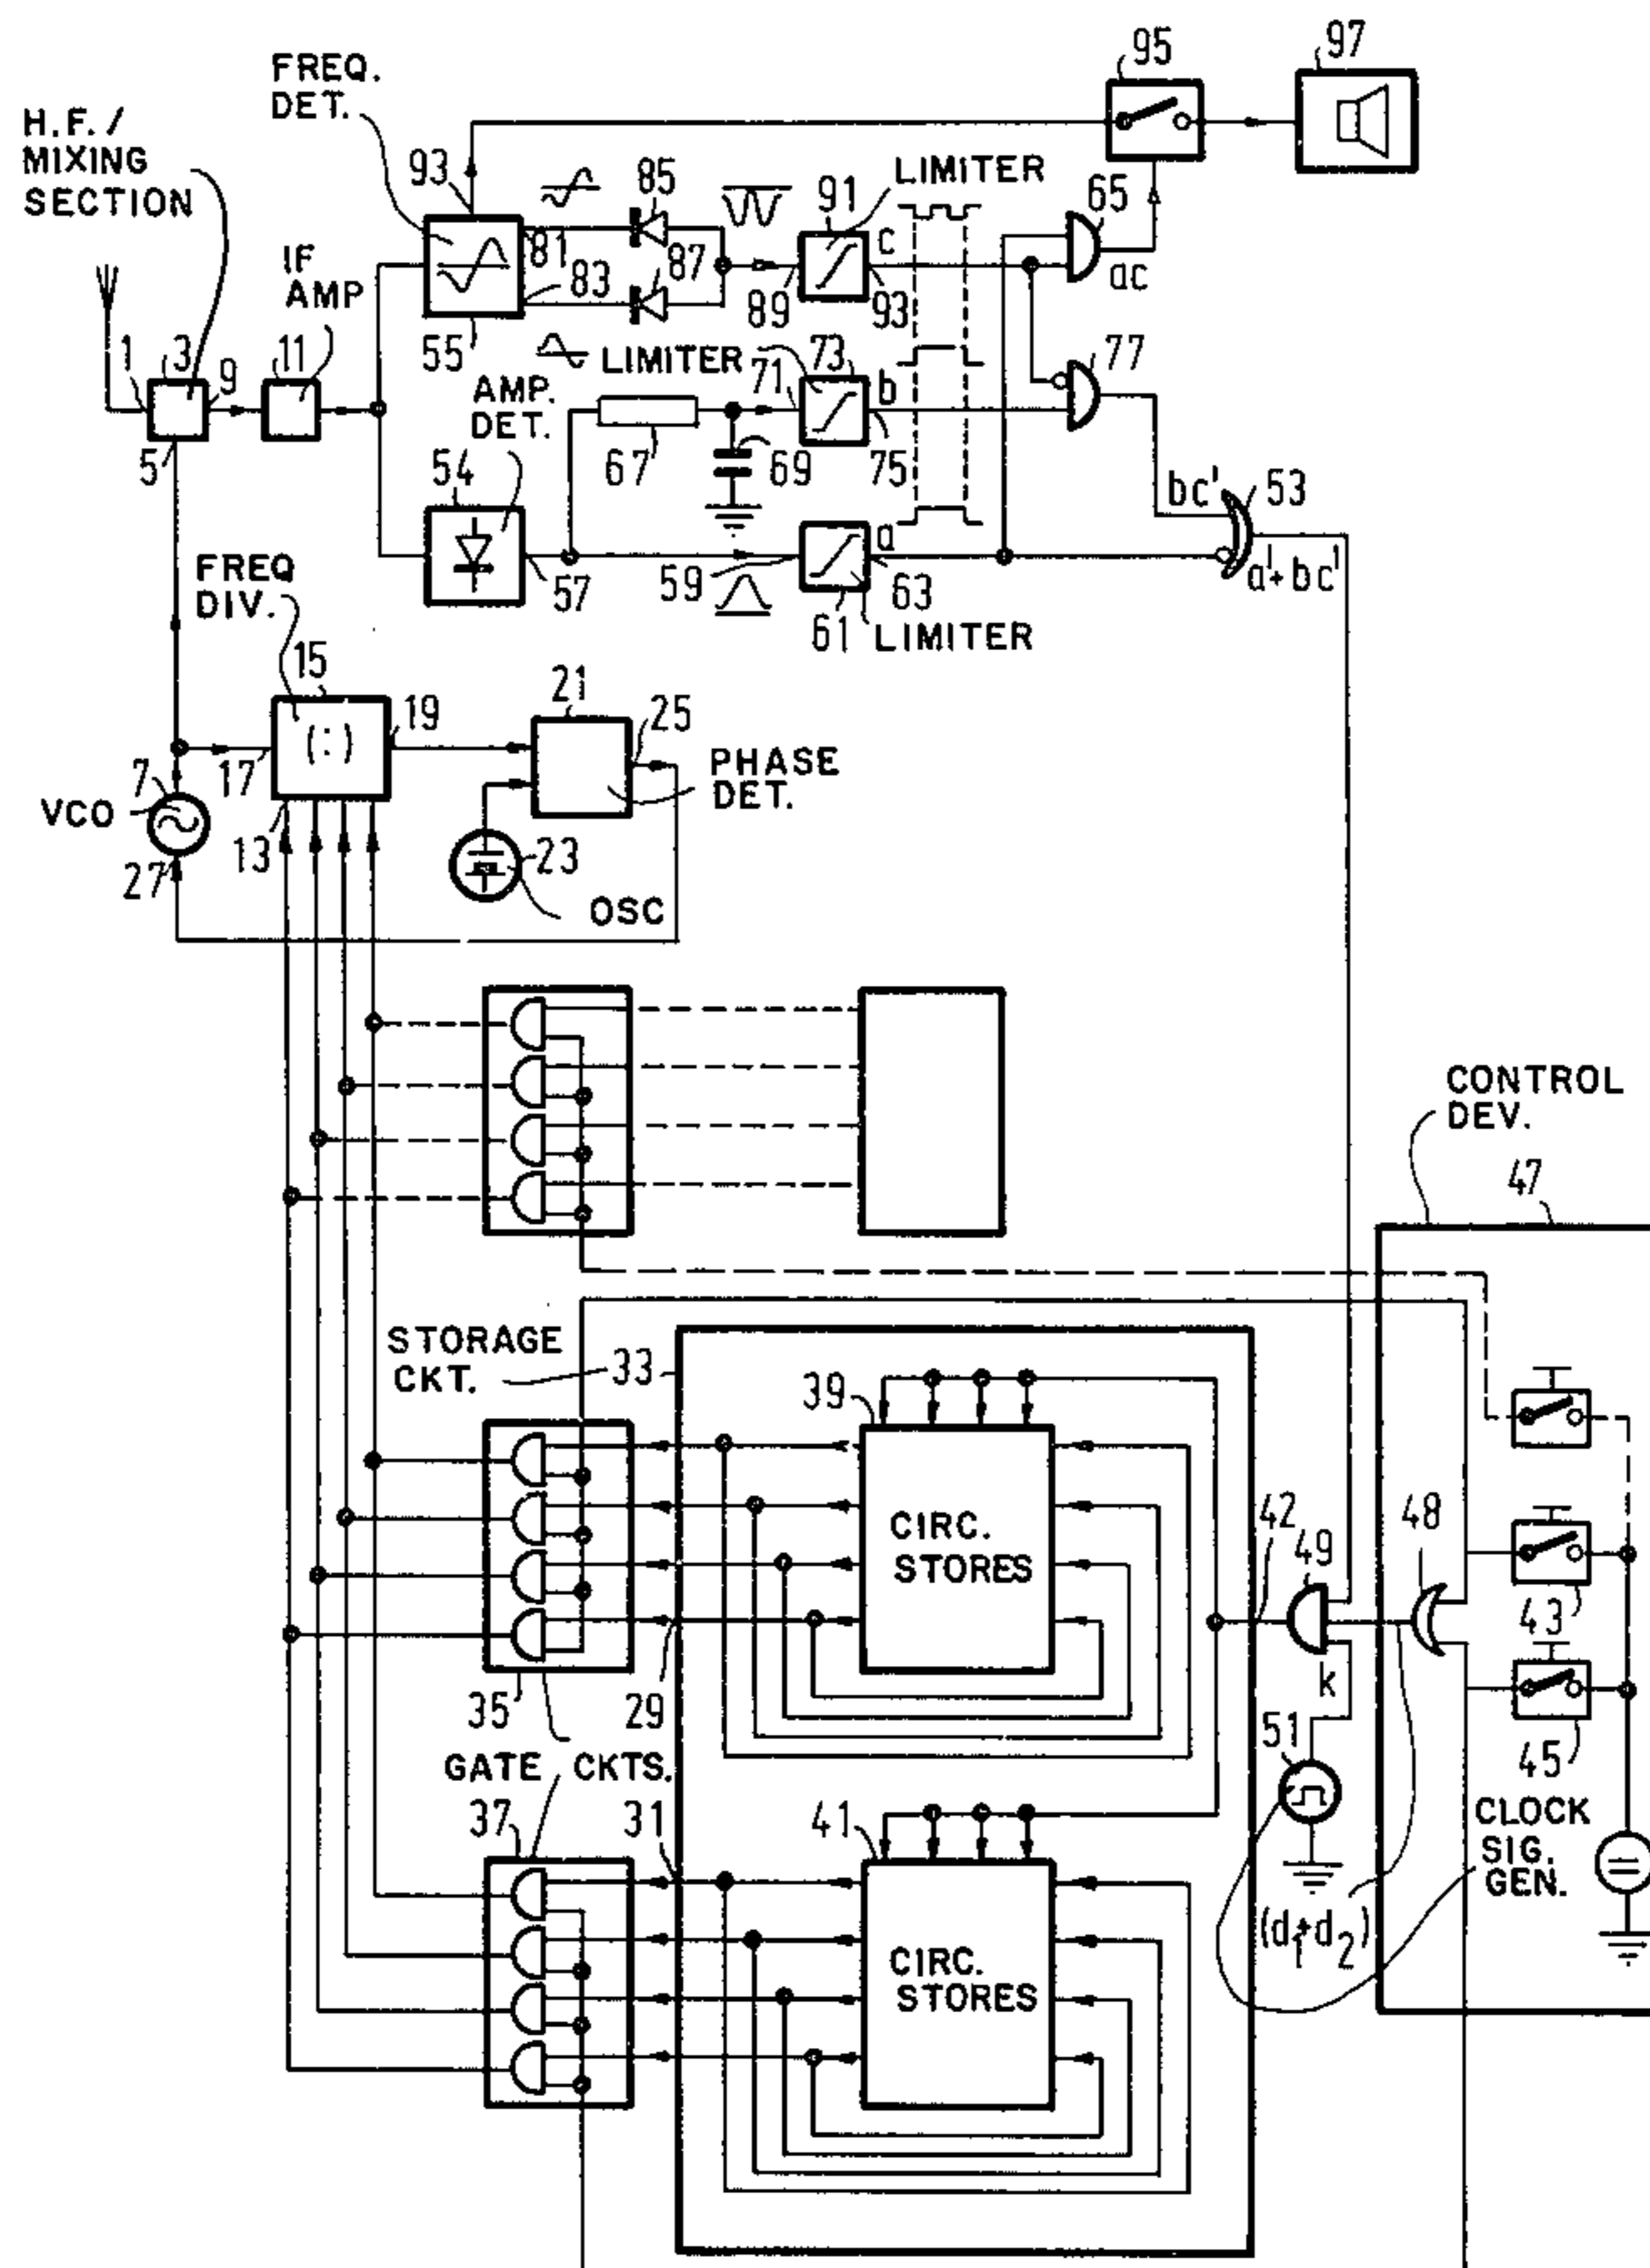 95
97
FREQ.
DET.
H.F. /
MIXING
SECTION
93
85
LIMITER
91
c
65
81
IF
AMP
87
83
ac
89
93
55
LIMITER
73
77
1
3
9
11
71
b
AMP.
DET.
5
67
69
75
54
bc'
53
a
59
63
a'+bc'
57
FREQ
DIV.
61
LIMITER
15
21
19
25
(:)
7
17
PHASE
DET.
VCO
13
23
27
OSC
CONTROL
DEV.
47
STORAGE
CKT.
33
39
42
48
49
CIRC.
STORES
43
k
35
29
51
45
GATE CKTS.
CLOCK
SIG.
GEN.
37
31
41
(d1+d2)
CIRC.
STORES